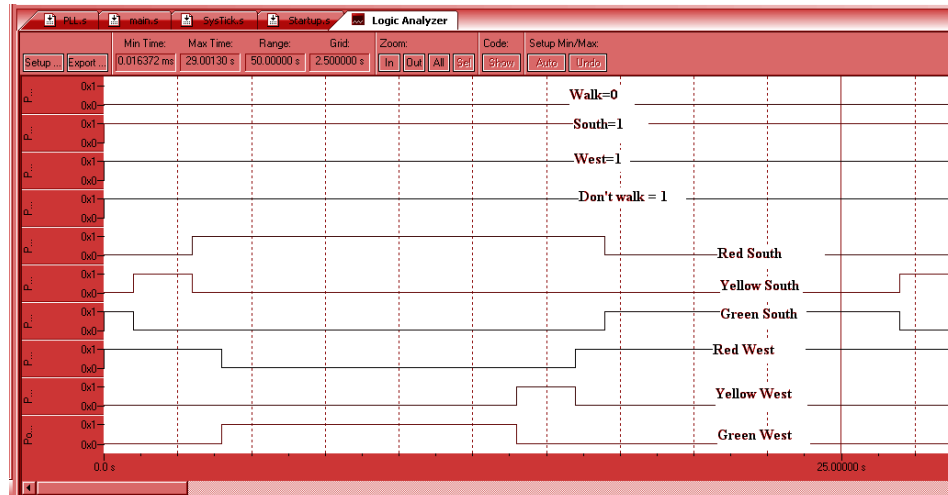 PLL.s main.s SysTick.s Startup.s Logic Analyzer
Min Time: Max Time: Range: Grid: Zoom: Code: Setup Min/Max:
Setup ... Export ... 0.016372 ms 29.00130 s 50.00000 s 2.500000 s In Out All Sel Show Auto Undo
P... 0x1 Walk=0
0x0
P... 0x1 South=1
0x0
P... 0x1 West=1
0x0
P... 0x1 Don't walk = 1
0x0
P... 0x1
0x0 Red South
P... 0x1 Yellow South
0x0
P... 0x1 Green South
0x0
P... 0x1 Red West
0x0
P... 0x1 Yellow West
0x0
Po... 0x1 Green West
0x0
0.0 s 25.00000 s